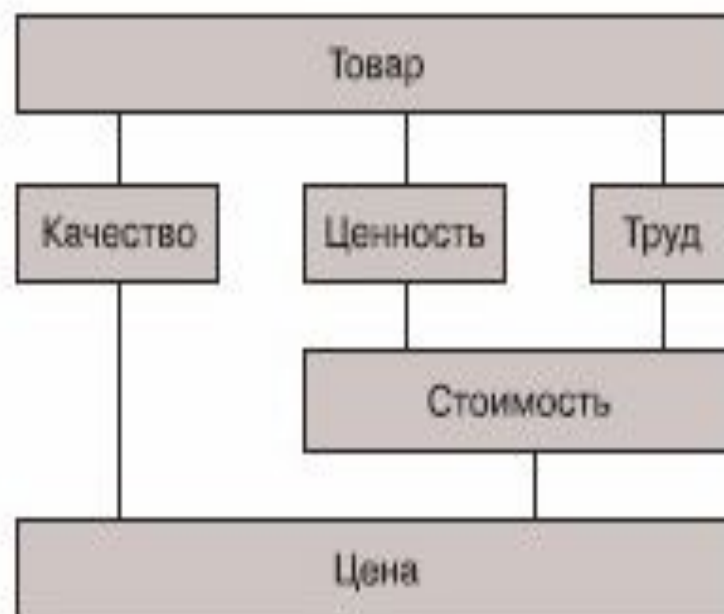 Товар
Качество
Ценность
Труд
Стоимость
Цена